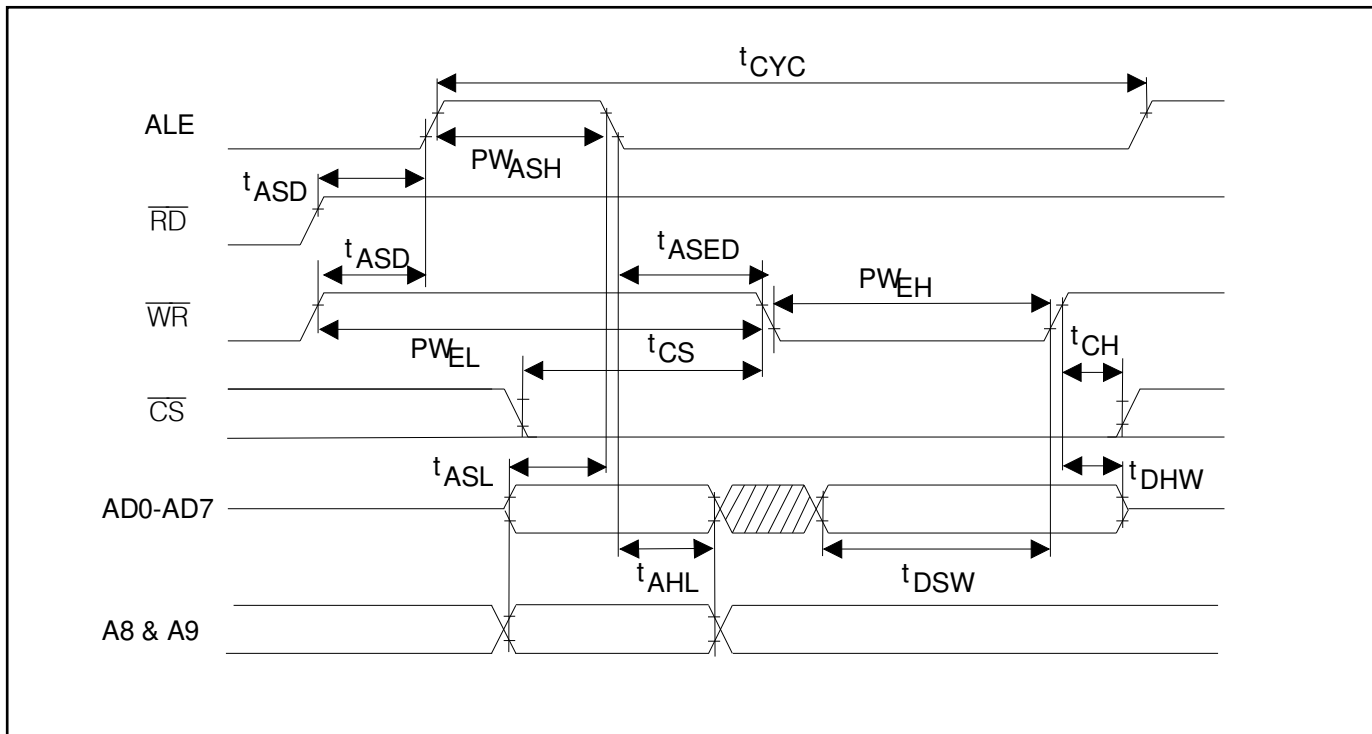 tCYC
ALE
PWASH
tASD
RD
tASD
tASED
PWEH
WR
PWEL
tCS
tCH
CS
tASL
tDHW
AD0-AD7
tAHL
tDSW
A8 & A9